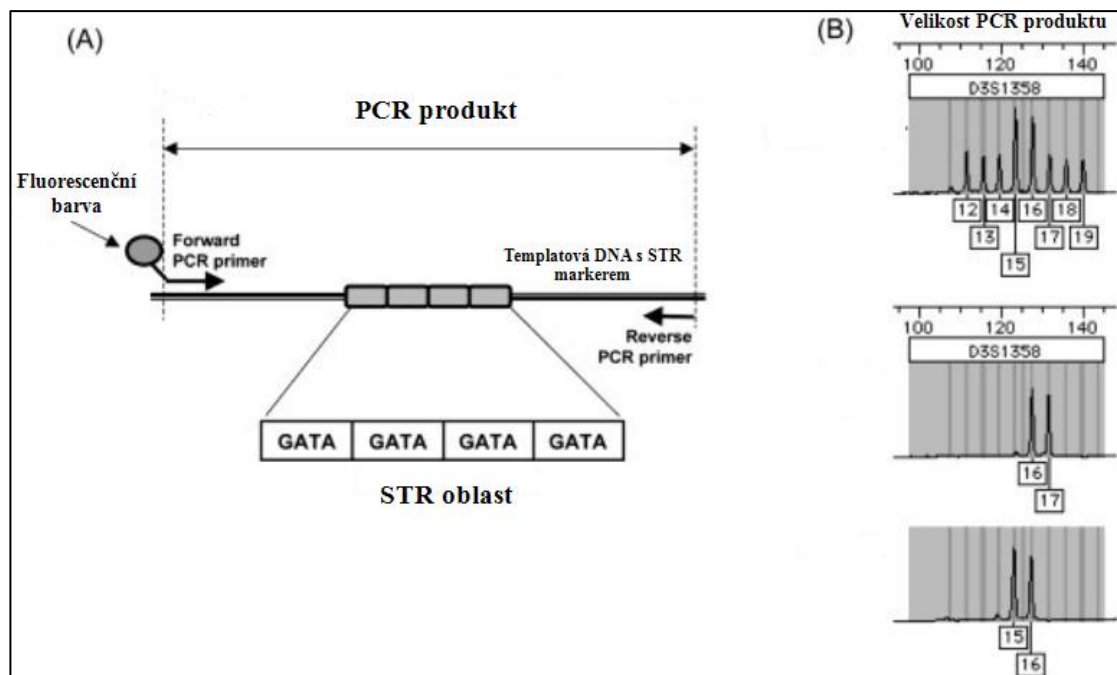 (A)
PCR produkt
Fluorescenční
barva
Forward
PCR primer
Templatová DNA s STR
markerem
Reverse
PCR primer
GATA GATA GATA GATA
STR oblast
(B)
Velikost PCR produktu
100 120 140
D3S1358
12 14 16 18
13 17 19
15
100 120 140
D3S1358
16
17
15
16